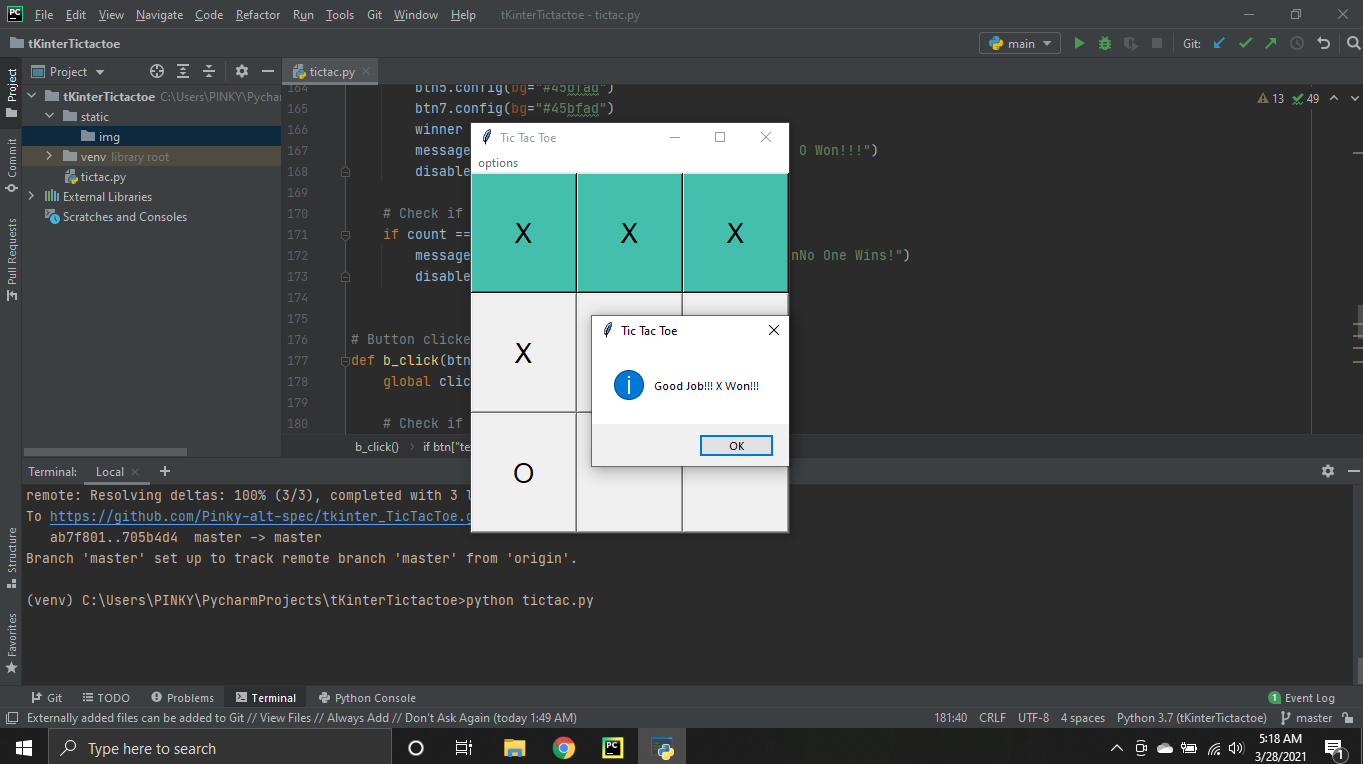 PC File Edit View Navigate Code Refactor Run Tools Git Window Help tKinterTictactoe - tictac.py
tKinterTictactoe main Git:
Project tictac.py
tKinterTictactoe C:\Users\PINKY\Pychar
static
img
venv library root
tictac.py
External Libraries
Scratches and Consoles
Project
Commit
Pull Requests
Structure
Favorites
13 49
164 btn5.config(bg="#45bfad")
165 btn7.config(bg="#45bfad")
166 winner
167 message O Won!!!")
168 disable
169
170 # Check if
171 if count ==
172 message nNo One Wins!")
173 disable
174
175
176 # Button clicke
177 def b_click(btn
178 global clic
179
180 # Check if
b_click() if btn["te
Tic Tac Toe
options
X X X
X
O
Tic Tac Toe
Good Job!!! X Won!!!
OK
Terminal: Local
remote: Resolving deltas: 100% (3/3), completed with 3 l
To https://github.com/Pinky-alt-spec/tkinter_TicTacToe.g
ab7f801..705b4d4 master -> master
Branch 'master' set up to track remote branch 'master' from 'origin'.
(venv) C:\Users\PINKY\PycharmProjects\tKinterTictactoe>python tictac.py
Git TODO Problems Terminal Python Console 1 Event Log
Externally added files can be added to Git // View Files // Always Add // Don't Ask Again (today 1:49 AM) 181:40 CRLF UTF-8 4 spaces Python 3.7 (tKinterTictactoe) master
Type here to search PC 5:18 AM
3/28/2021 1